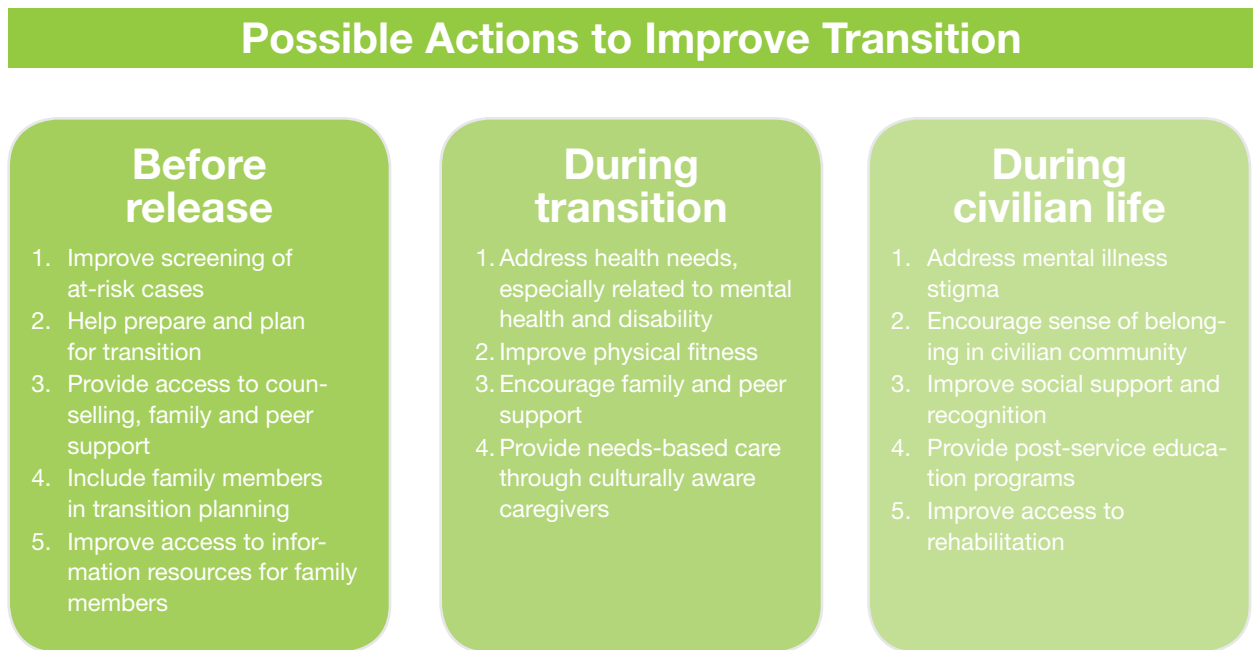 Possible Actions to Improve Transition
Before
release
1. Improve screening of
at-risk cases
2. Help prepare and plan
for transition
3. Provide access to coun-
selling, family and peer
support
4. Include family members
in transition planning
5. Improve access to infor-
mation resources for family
members
During
transition
1. Address health needs,
especially related to mental
health and disability
2. Improve physical fitness
3. Encourage family and peer
support
4. Provide needs-based care
through culturally aware
caregivers
During
civilian life
1. Address mental illness
stigma
2. Encourage sense of belong-
ing in civilian community
3. Improve social support and
recognition
4. Provide post-service educa-
tion programs
5. Improve access to
rehabilitation